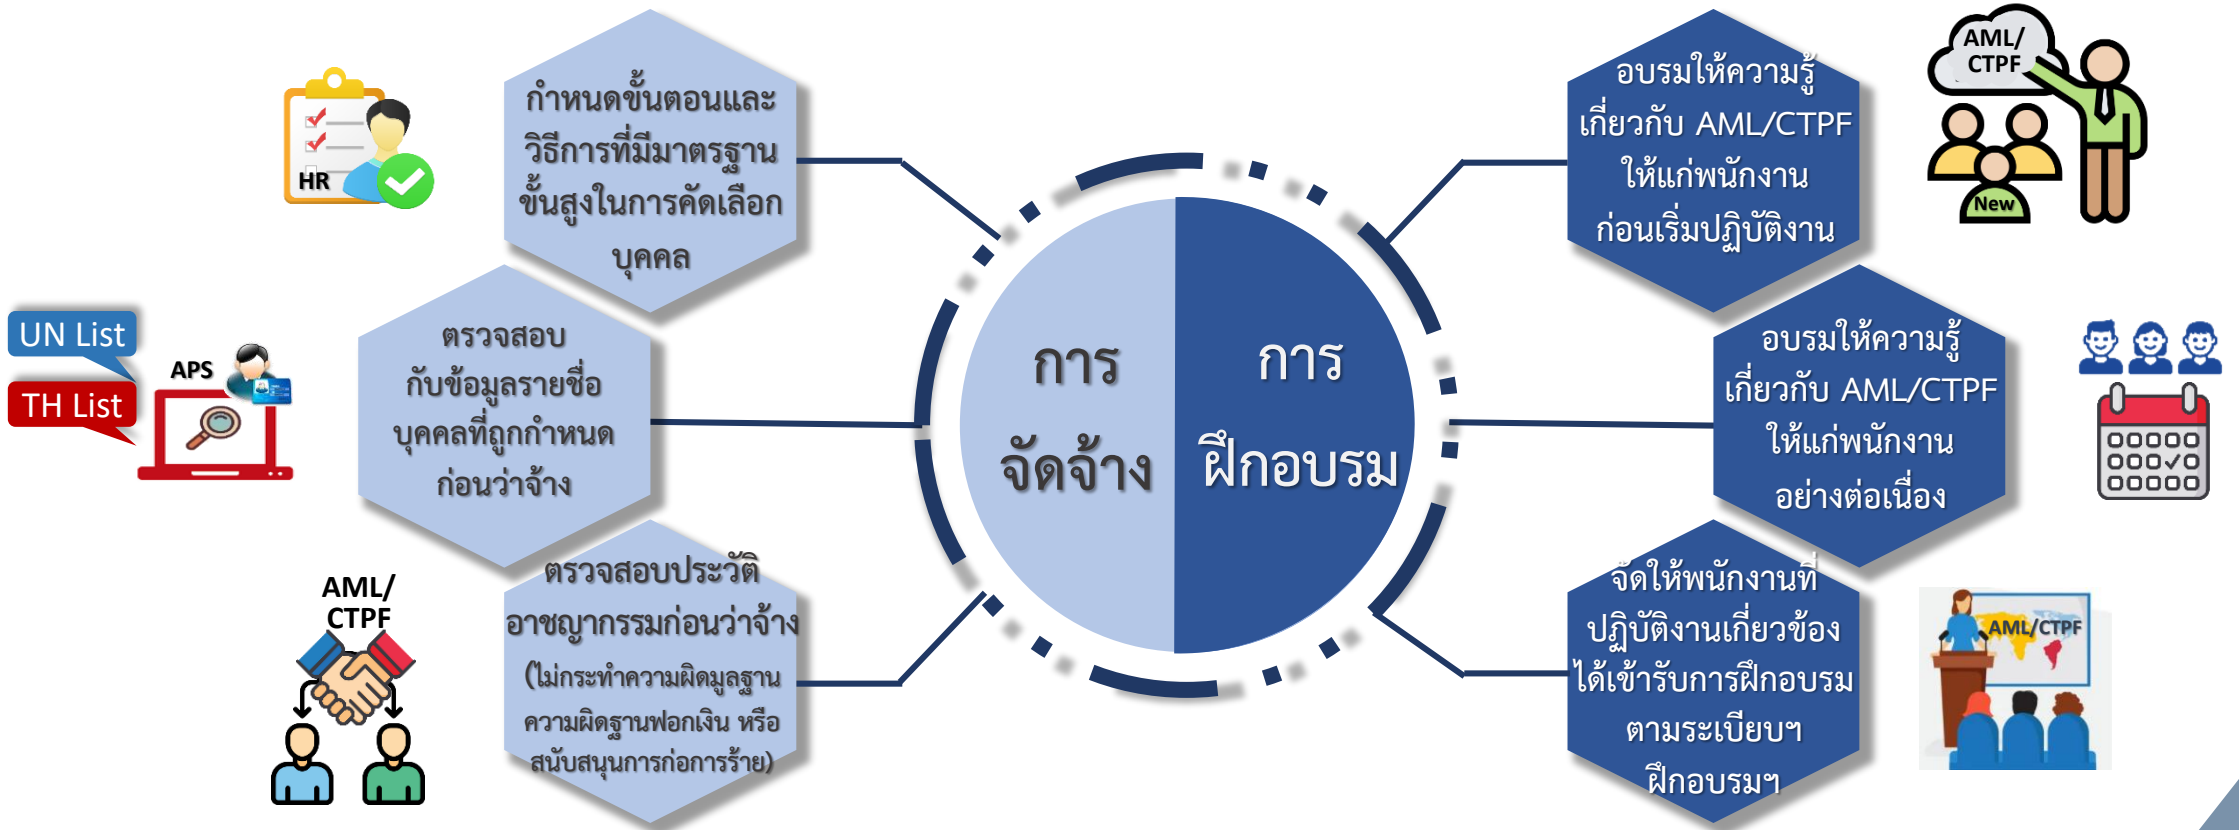 HR
กำหนดขั้นตอนและ
วิธีการที่มีมาตรฐาน
ขั้นสูงในการคัดเลือก
บุคคล
UN List
TH List
APS
ตรวจสอบ
กับข้อมูลรายชื่อ
บุคคลที่ถูกกำหนด
ก่อนว่าจ้าง
AML/
CTPF
ตรวจสอบประวัติ
อาชญากรรมก่อนว่าจ้าง
(ไม่กระทำความผิดมูลฐาน
ความผิดฐานฟอกเงิน หรือ
สนับสนุนการก่อการร้าย)
การ
จัดจ้าง
การ
ฝึกอบรม
อบรมให้ความรู้
เกี่ยวกับ AML/CTPF
ให้แก่พนักงาน
ก่อนเริ่มปฏิบัติงาน
AML/
CTPF
New
อบรมให้ความรู้
เกี่ยวกับ AML/CTPF
ให้แก่พนักงาน
อย่างต่อเนื่อง
จัดให้พนักงานที่
ปฏิบัติงานเกี่ยวข้อง
ได้เข้ารับการฝึกอบรม
ตามระเบียบฯ
ฝึกอบรมฯ
AML/CTPF